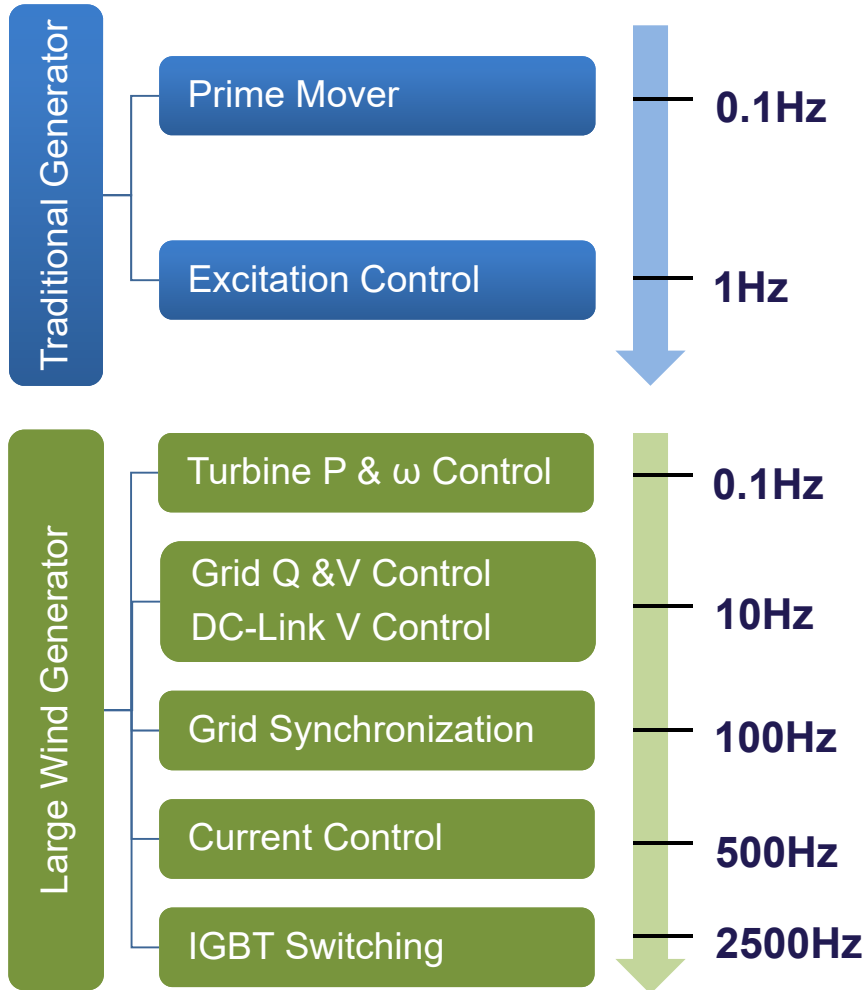 Traditional Generator
Prime Mover
0.1Hz
Excitation Control
1Hz
Large Wind Generator
Turbine P & ω Control
0.1Hz
Grid Q &V Control
DC-Link V Control
10Hz
Grid Synchronization
100Hz
Current Control
500Hz
IGBT Switching
2500Hz